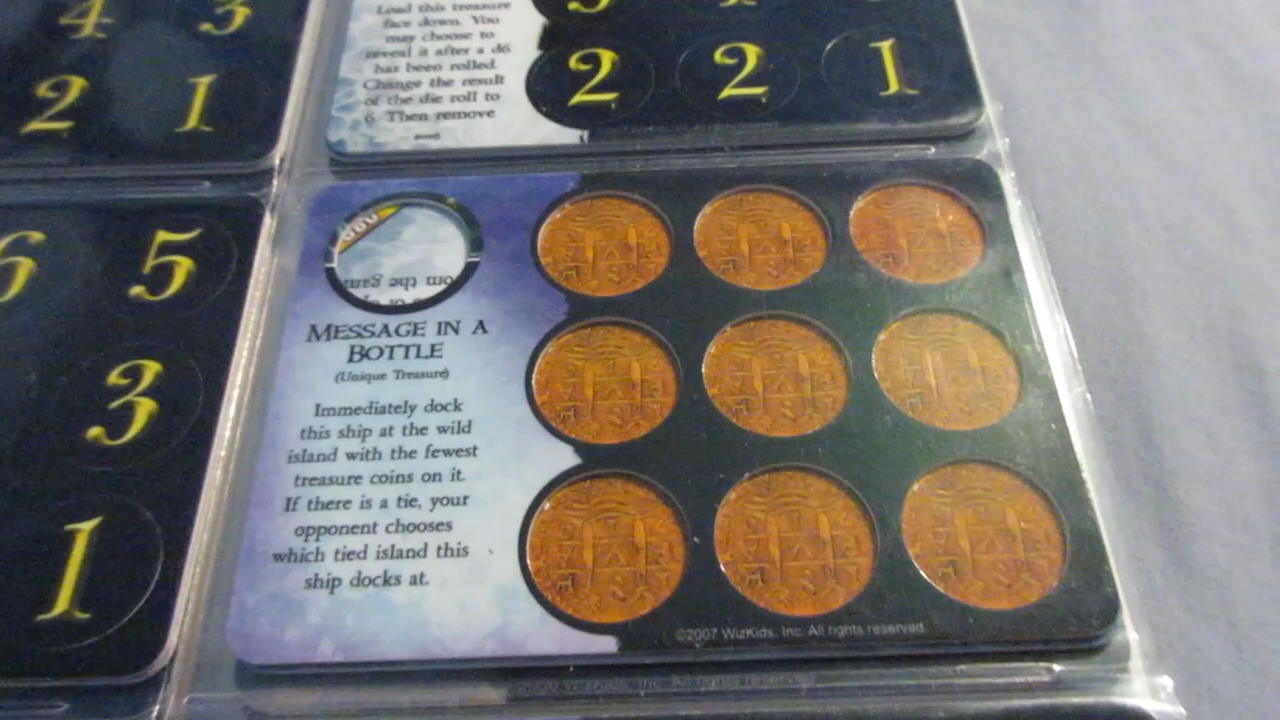 4 3
2 1
Load this treasure
face down. You
may choose to
reveal it after a d6
has been rolled.
Change the result
of the die roll to
6. Then remove
2 2 1
6 5
3
1
MESSAGE IN A
BOTTLE
(Unique Treasure)
Immediately dock
this ship at the wild
island with the fewest
treasure coins on it.
If there is a tie, your
opponent chooses
which tied island this
ship docks at.
©2007 WizKids, Inc. All rights reserved